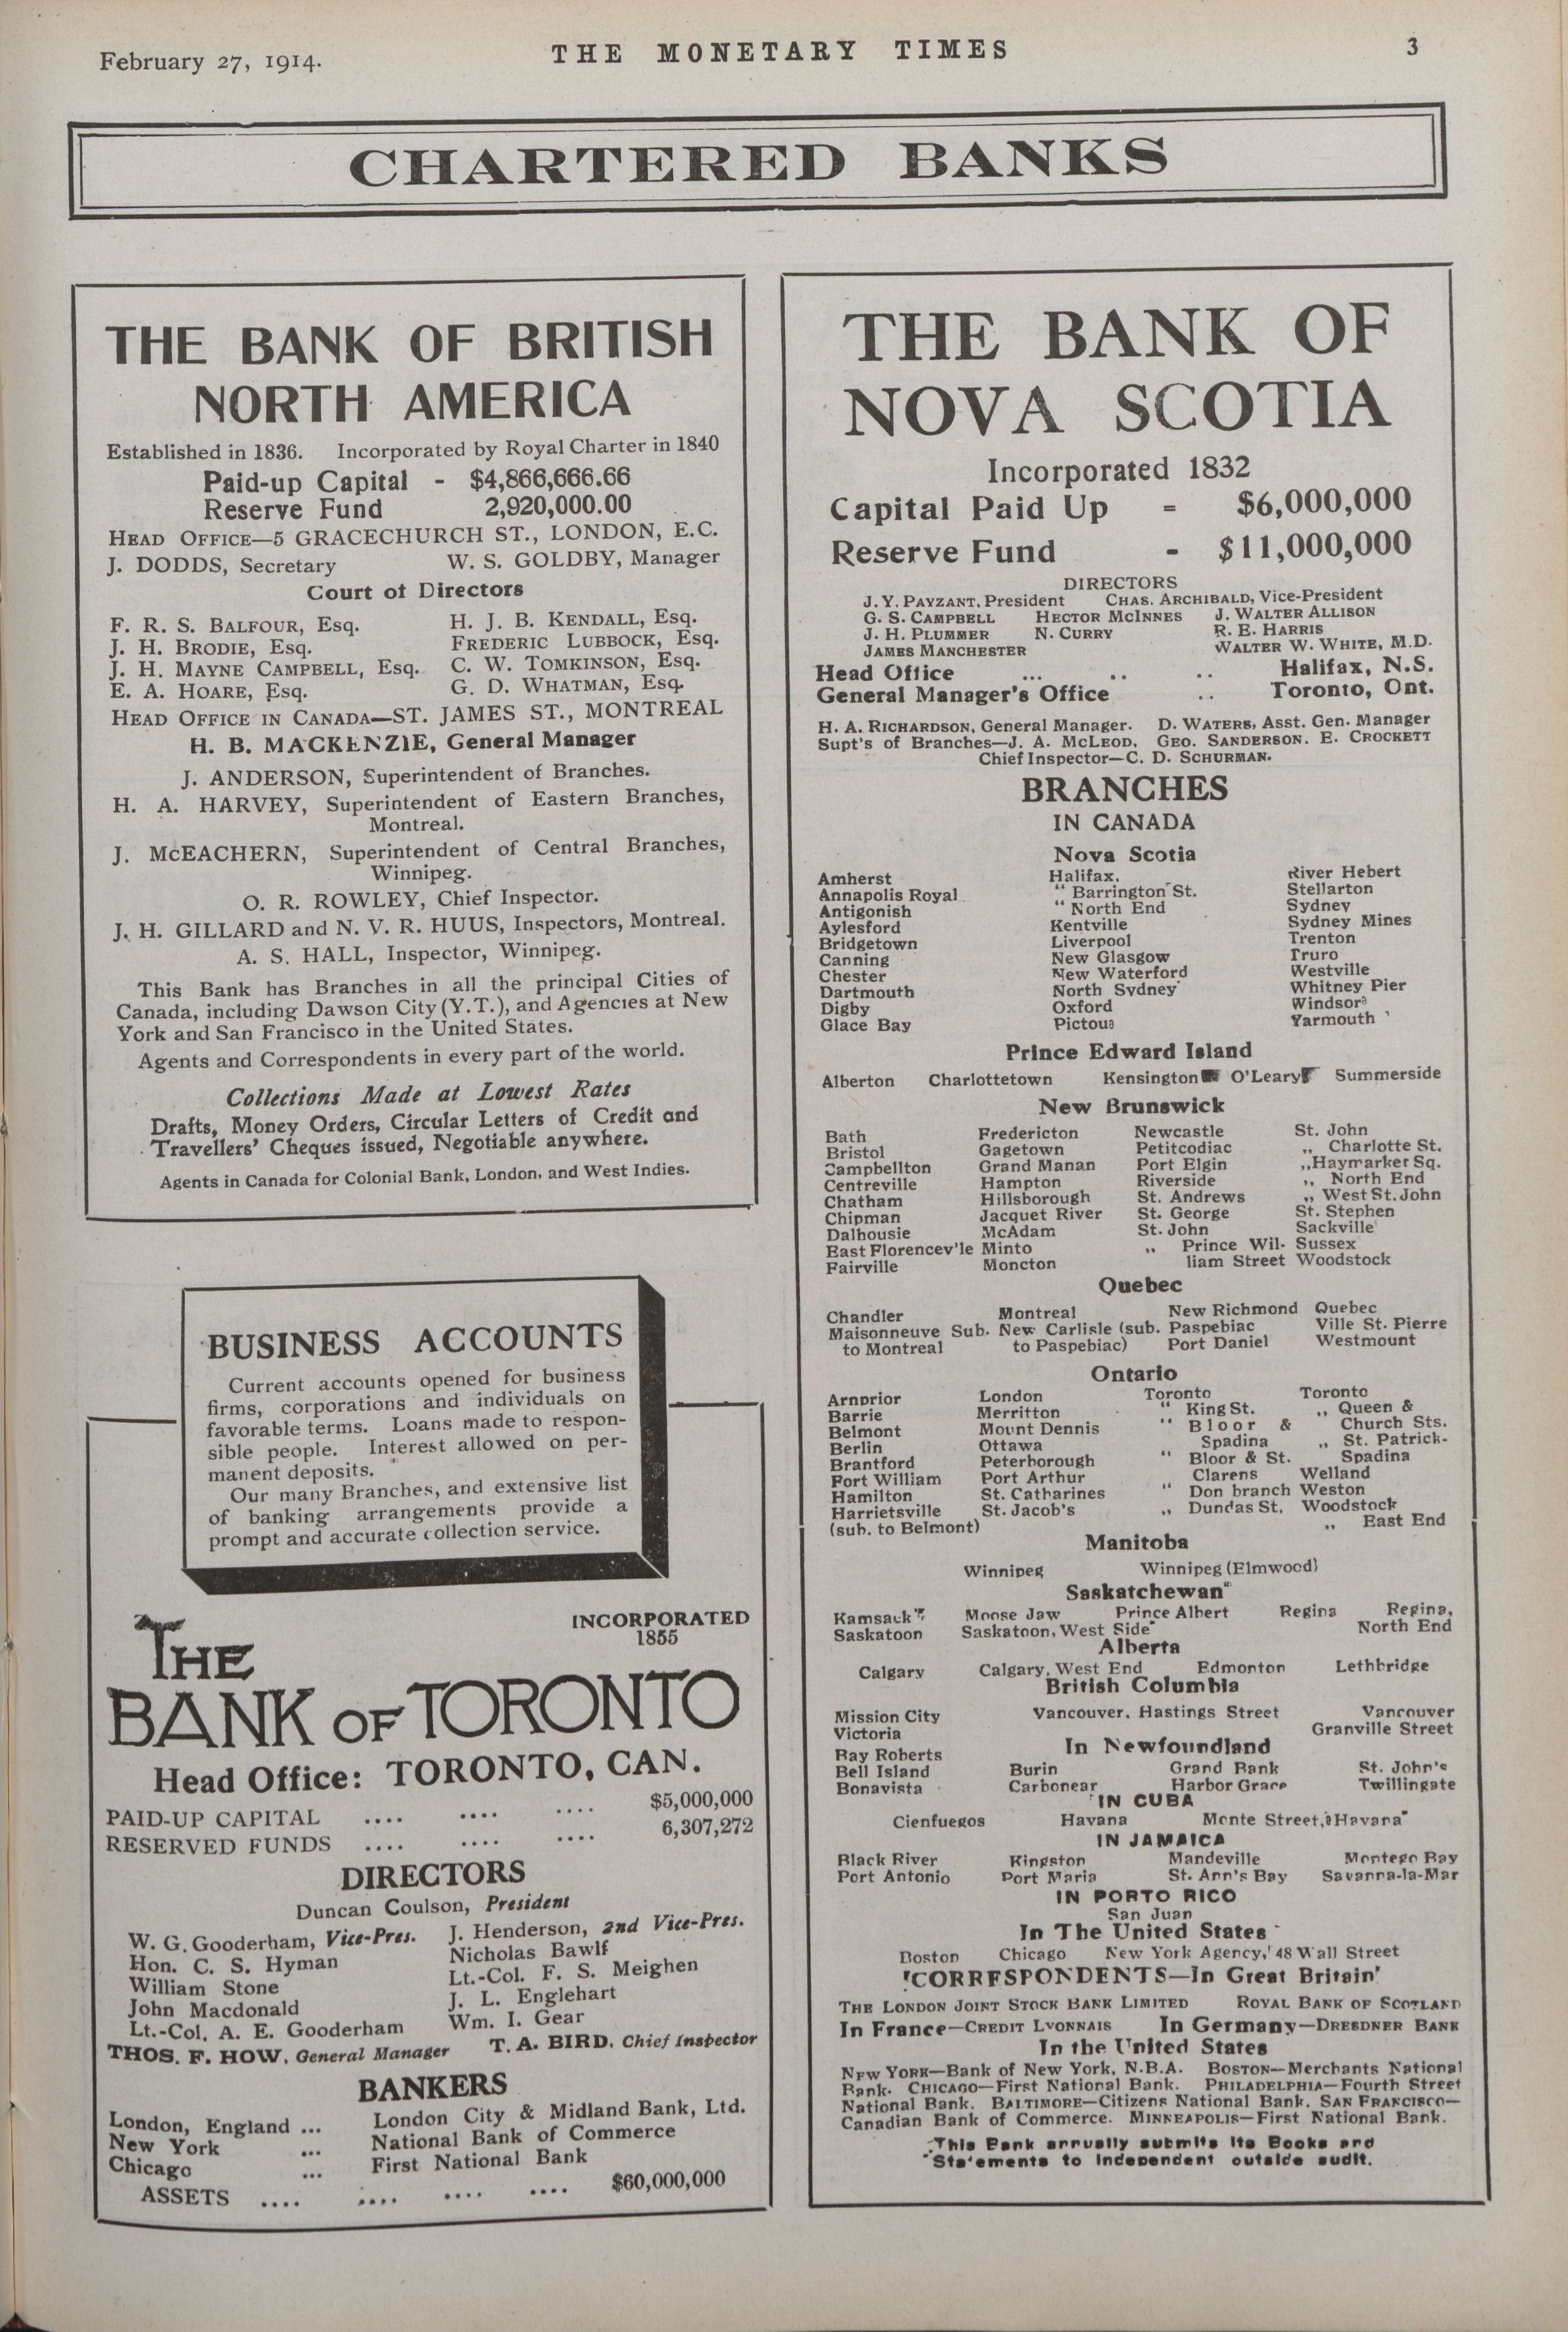 February 27, 1914.
THE MONETARY TIMES
3
CHARTERED BANKS
THE BANK OF BRITISH
NORTH AMERICA
Established in 1836. Incorporated by Royal Charter in 1840
Paid-up Capital - $4,866,666.66
Reserve Fund 2,920,000.00
HEAD OFFICE—5 GRACECHURCH ST., LONDON, E.C.
J. DODDS, Secretary W. S. GOLDBY, Manager
Court of Directors
F. R. S. BALFOUR, Esq. H. J. B. KENDALL, Esq.
J. H. BRODIE, Esq. FREDERIC LUBBOCK, Esq.
J. H. MAYNE CAMPBELL, Esq. C. W. TOMKINSON, Esq.
E. A. HOARE, Esq. G. D. WHATMAN, Esq.
HEAD OFFICE IN CANADA—ST. JAMES ST., MONTREAL
H. B. MACKENZIE, General Manager
J. ANDERSON, Superintendent of Branches.
H. A. HARVEY, Superintendent of Eastern Branches,
Montreal.
J. McEACHERN, Superintendent of Central Branches,
Winnipeg.
O. R. ROWLEY, Chief Inspector.
J. H. GILLARD and N. V. R. HUUS, Inspectors, Montreal.
A. S. HALL, Inspector, Winnipeg.
This Bank has Branches in all the principal Cities of
Canada, including Dawson City (Y.T.), and Agencies at New
York and San Francisco in the United States.
Agents and Correspondents in every part of the world.
Collections Made at Lowest Rates
Drafts, Money Orders, Circular Letters of Credit and
Travellers' Cheques issued, Negotiable anywhere.
Agents in Canada for Colonial Bank, London, and West Indies.
BUSINESS ACCOUNTS
Current accounts opened for business
firms, corporations and individuals on
favorable terms. Loans made to respon-
sible people. Interest allowed on per-
manent deposits.
Our many Branches, and extensive list
of banking arrangements provide a
prompt and accurate collection service.
INCORPORATED
1855
THE
BANK OF TORONTO
Head Office: TORONTO, CAN.
PAID-UP CAPITAL .... .... .... $5,000,000
RESERVED FUNDS .... .... .... 6,307,272
DIRECTORS
Duncan Coulson, President
W. G. Gooderham, Vice-Pres. J. Henderson, 2nd Vice-Pres.
Hon. C. S. Hyman Nicholas Bawlf
William Stone Lt.-Col. F. S. Meighen
John Macdonald J. L. Englehart
Lt.-Col. A. E. Gooderham Wm. I. Gear
THOS. F. HOW, General Manager T. A. BIRD, Chief Inspector
BANKERS
London, England ... London City & Midland Bank, Ltd.
New York ... National Bank of Commerce
Chicago ... First National Bank
ASSETS .... .... .... .... $60,000,000
THE BANK OF
NOVA SCOTIA
Incorporated 1832
Capital Paid Up - $6,000,000
Reserve Fund - $11,000,000
DIRECTORS
J. Y. PAYZANT, President CHAS. ARCHIBALD, Vice-President
G. S. CAMPBELL HECTOR McINNES J. WALTER ALLISON
J. H. PLUMMER N. CURRY R. E. HARRIS
JAMES MANCHESTER WALTER W. WHITE, M.D.
Head Office ... .. .. Halifax, N.S.
General Manager's Office .. Toronto, Ont.
H. A. RICHARDSON, General Manager. D. WATERS, Asst. Gen. Manager
Supt's of Branches—J. A. McLEOD, GEO. SANDERSON. E. CROCKETT
Chief Inspector—C. D. SCHURMAN.
BRANCHES
IN CANADA
Nova Scotia
Amherst Halifax. River Hebert
Annapolis Royal " Barrington St. Stellarton
Antigonish " North End Sydney
Aylesford Kentville Sydney Mines
Bridgetown Liverpool Trenton
Canning New Glasgow Truro
Chester New Waterford Westville
Dartmouth North Sydney Whitney Pier
Digby Oxford Windsor
Glace Bay Pictou Yarmouth
Prince Edward Island
Alberton Charlottetown Kensington O'Leary Summerside
New Brunswick
Bath Fredericton Newcastle St. John
Bristol Gagetown Petitcodiac ,, Charlotte St.
Campbellton Grand Manan Port Elgin ,, Haymarket Sq.
Centreville Hampton Riverside ,, North End
Chatham Hillsborough St. Andrews ,, West St. John
Chipman Jacquet River St. George St. Stephen
Dalhousie McAdam St. John Sackville
East Florencev'le Minto ,, Prince Wil- Sussex
Fairville Moncton liam Street Woodstock
Quebec
Chandler Montreal New Richmond Quebec
Maisonneuve Sub. New Carlisle (sub. Paspebiac Ville St. Pierre
to Montreal to Paspebiac) Port Daniel Westmount
Ontario
Arnprior London Toronto Toronto
Barrie Merritton " King St. ,, Queen &
Belmont Mount Dennis " Bloor & Church Sts.
Berlin Ottawa Spadina ,, St. Patrick-
Brantford Peterborough " Bloor & St. Spadina
Fort William Port Arthur Clarens Welland
Hamilton St. Catharines " Don branch Weston
Harrietsville St. Jacob's ,, Dundas St. Woodstock
(sub. to Belmont) ,, East End
Manitoba
Winnipeg Winnipeg (Elmwood)
Saskatchewan
Kamsack Moose Jaw Prince Albert Regina Regina,
Saskatoon Saskatoon, West Side North End
Alberta
Calgary Calgary, West End Edmonton Lethbridge
British Columbia
Mission City Vancouver, Hastings Street Vancouver
Victoria Granville Street
In Newfoundland
Bay Roberts
Bell Island Burin Grand Bank St. John's
Bonavista Carbonear Harbor Grace Twillingate
IN CUBA
Cienfuegos Havana Monte Street, Havana
IN JAMAICA
Black River Kingston Mandeville Montego Bay
Port Antonio Port Maria St. Ann's Bay Savanna-la-Mar
IN PORTO RICO
San Juan
In The United States
Boston Chicago New York Agency, 48 Wall Street
CORRESPONDENTS—In Great Britain
THE LONDON JOINT STOCK BANK LIMITED ROYAL BANK OF SCOTLAND
In France—CREDIT LYONNAIS In Germany—DRESDNER BANK
In the United States
NEW YORK—Bank of New York, N.B.A. BOSTON—Merchants National
Bank. CHICAGO—First National Bank. PHILADELPHIA—Fourth Street
National Bank. BALTIMORE—Citizens National Bank. SAN FRANCISCO—
Canadian Bank of Commerce. MINNEAPOLIS—First National Bank.
This Bank annually submits its Books and
Statements to independent outside audit.